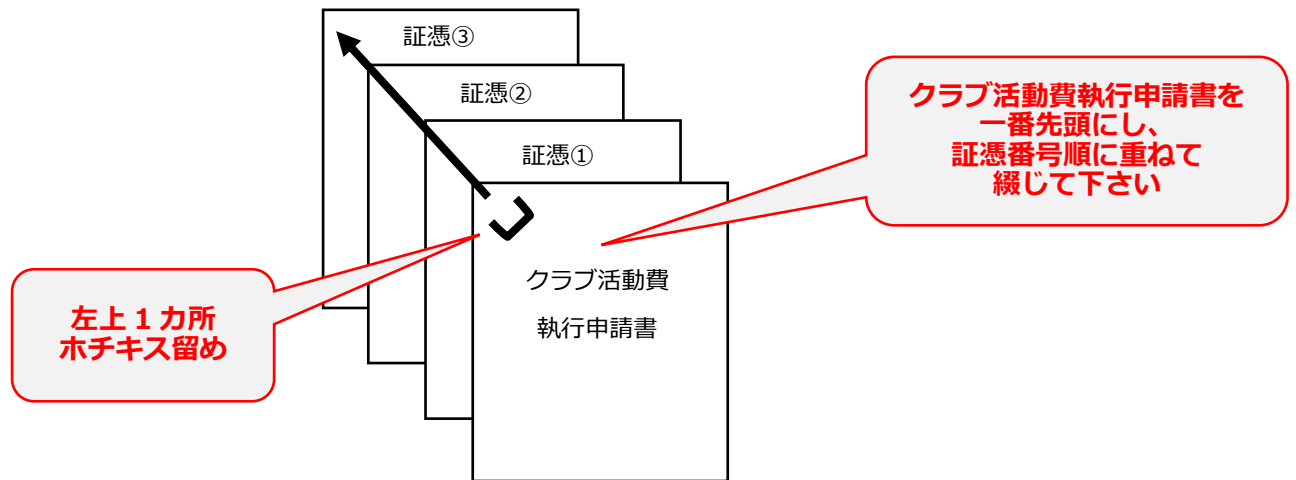 証憑③
証憑②
証憑①
クラブ活動費執行申請書を
一番先頭にし、
証憑番号順に重ねて
綴じて下さい
クラブ活動費
執行申請書
左上1カ所
ホチキス留め